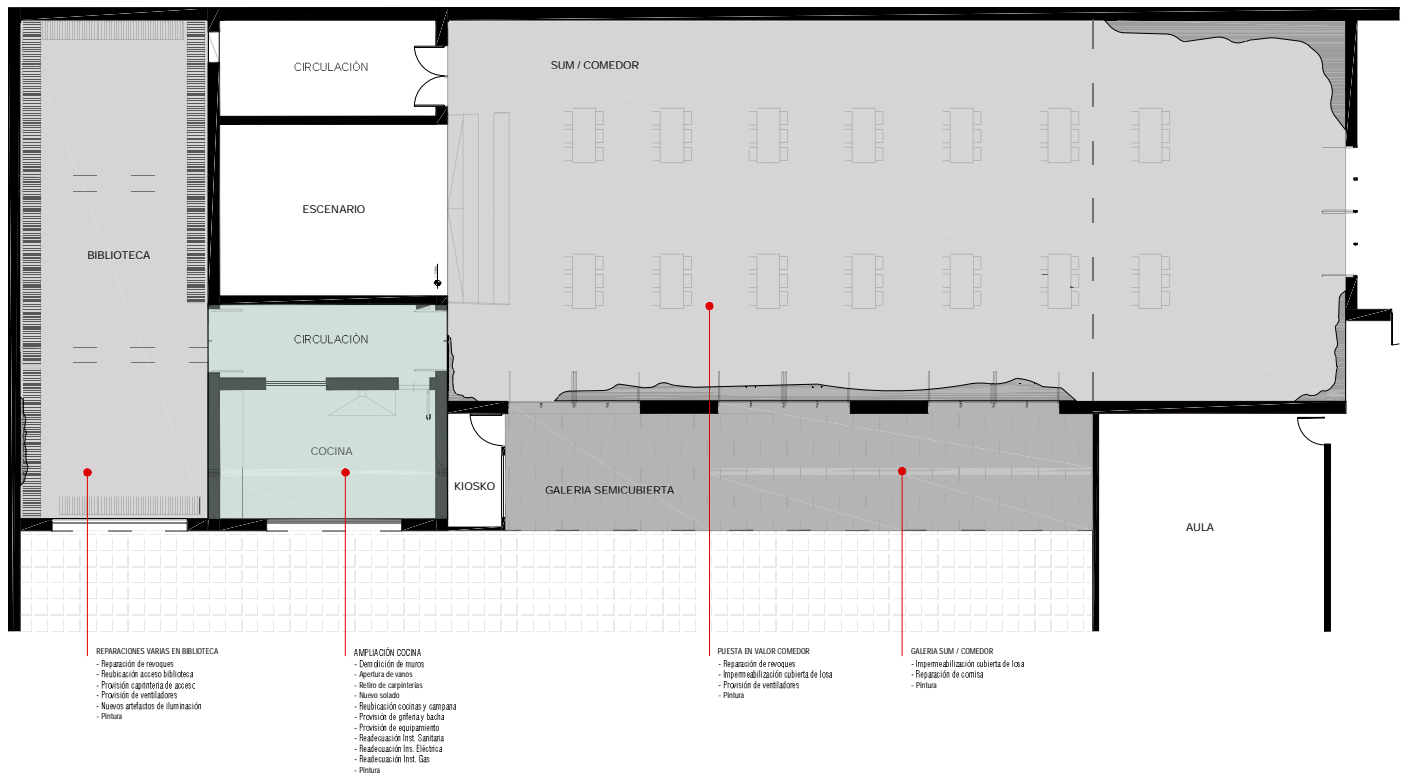 CIRCULACIÓN
SUM / COMEDOR
ESCENARIO
BIBLIOTECA
CIRCULACIÓN
COCINA
KIOSKO
GALERIA SEMICUBIERTA
AULA
REPARACIONES VARIAS EN BIBLIOTECA
- Reparación de revoques
- Reubicación acceso biblioteca
- Provisión caprinteria de acceso
- Provisión de ventiladores
- Nuevos artefactos de iluminación
- Pintura
AMPLIACIÓN COCINA
- Demolición de muros
- Apertura de vanos
- Retiro de carpinterias
- Nuevo solado
- Reubicación cocinas y campana
- Provisión de griferia y bacha
- Provisión de equipamiento
- Readecuación Inst. Sanitaria
- Readecuación Ins. Eléctrica
- Readecuación Inst. Gas
- Pintura
PUESTA EN VALOR COMEDOR
- Reparación de revoques
- Impermeabilización cubierta de losa
- Provisión de ventiladores
- Pintura
GALERIA SUM / COMEDOR
- Impermeabilización cubierta de losa
- Reparación de cornisa
- Pintura